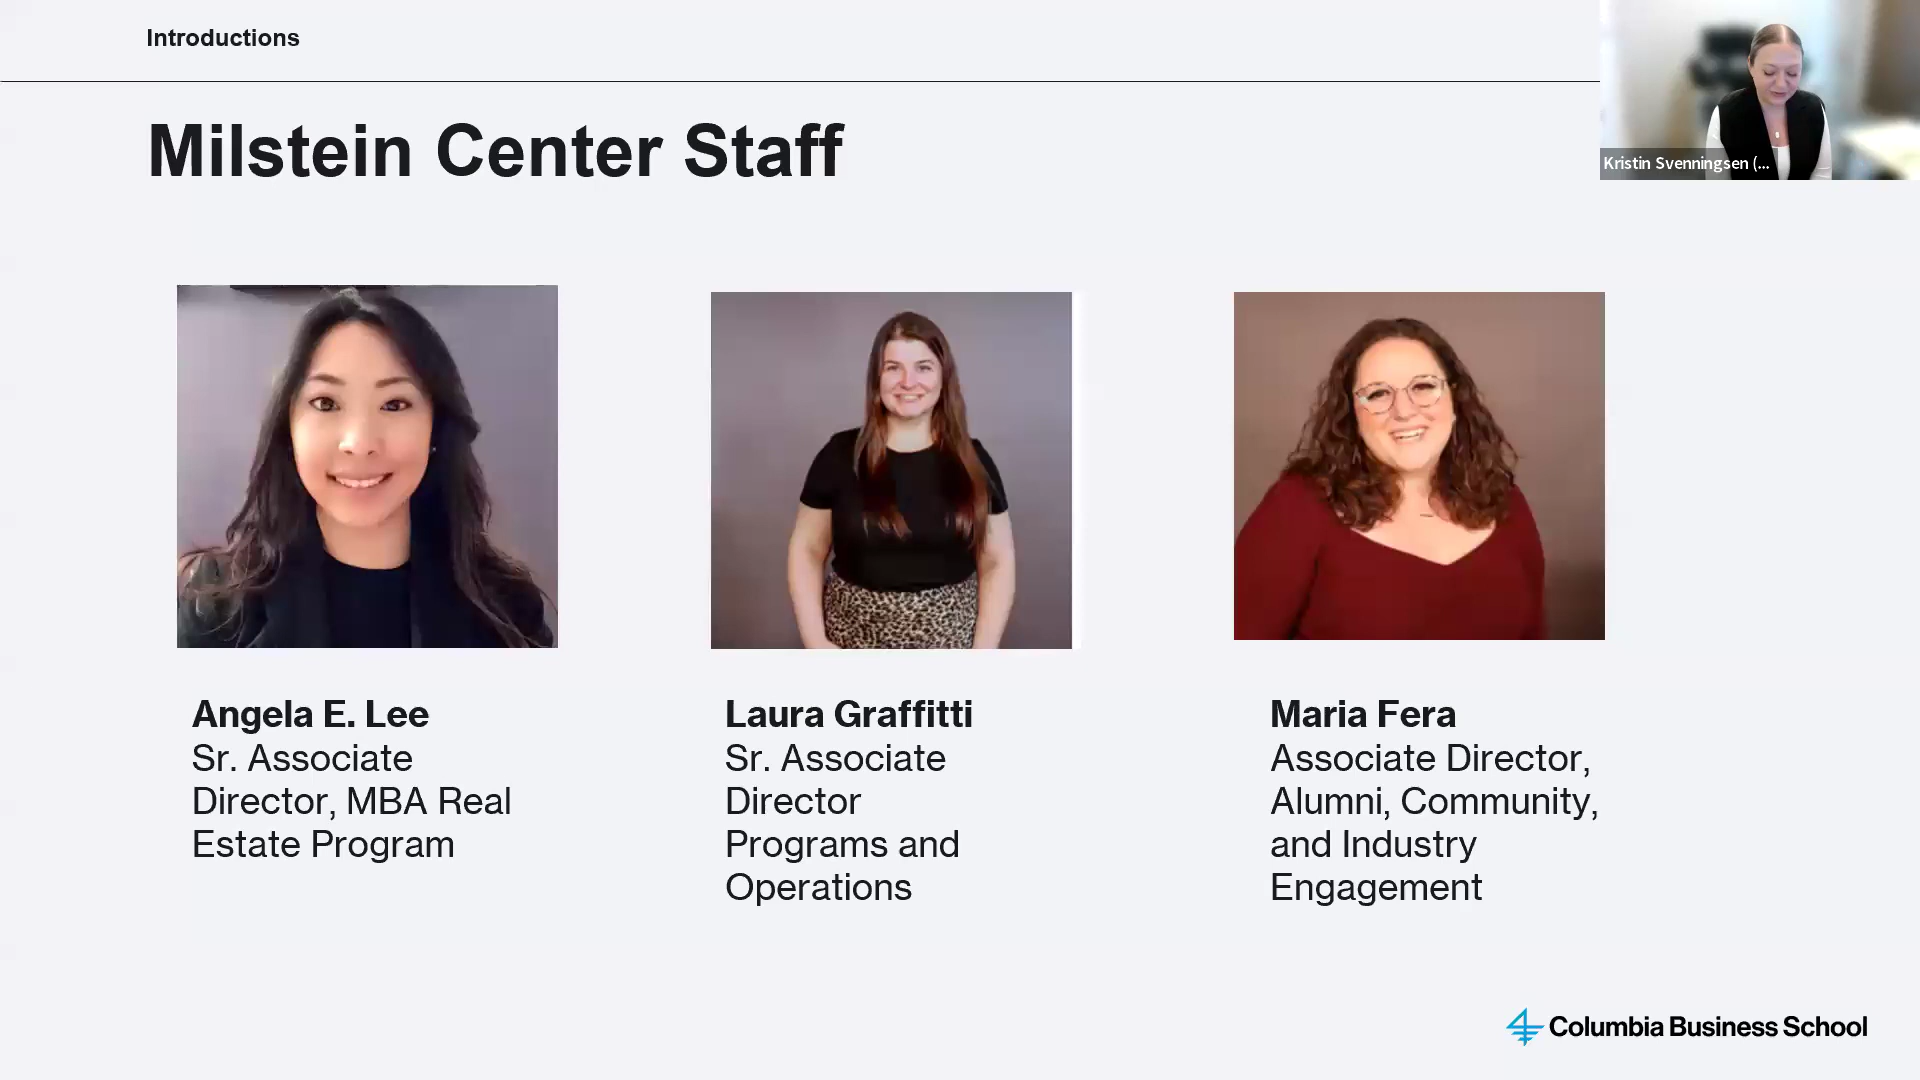 Introductions
Kristin Svenningsen (...
Milstein Center Staff
Angela E. Lee
Sr. Associate
Director, MBA Real
Estate Program
Laura Graffitti
Sr. Associate
Director
Programs and
Operations
Maria Fera
Associate Director,
Alumni, Community,
and Industry
Engagement
Columbia Business School